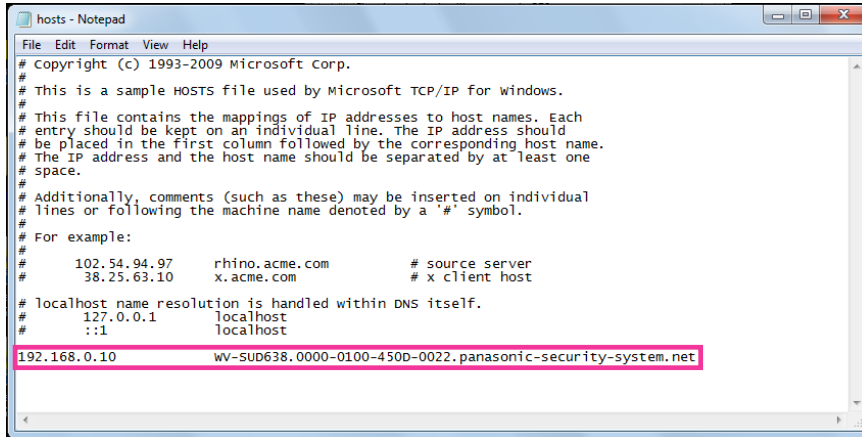 hosts - Notepad
File Edit Format View Help
# Copyright (c) 1993-2009 Microsoft Corp.
#
# This is a sample HOSTS file used by Microsoft TCP/IP for Windows.
#
# This file contains the mappings of IP addresses to host names. Each
# entry should be kept on an individual line. The IP address should
# be placed in the first column followed by the corresponding host name.
# The IP address and the host name should be separated by at least one
# space.
#
# Additionally, comments (such as these) may be inserted on individual
# lines or following the machine name denoted by a '#' symbol.
#
# For example:
#
#      102.54.94.97     rhino.acme.com          # source server
#       38.25.63.10     x.acme.com              # x client host

# localhost name resolution is handled within DNS itself.
#       127.0.0.1       localhost
#       ::1             localhost

192.168.0.10            WV-SUD638.0000-0100-450D-0022.panasonic-security-system.net